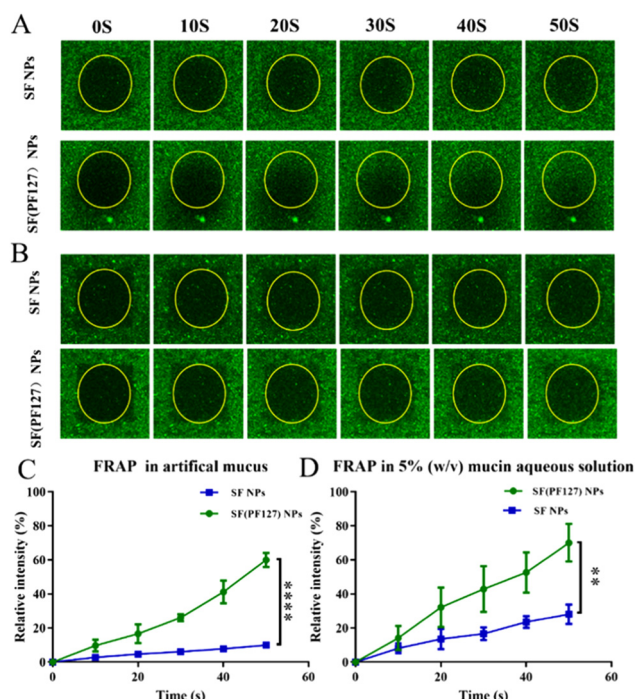 A
0S 10S 20S 30S 40S 50S
SF NPs
SF(PF127）NPs
B
SF NPs
SF(PF127）NPs
C FRAP in artifical mucus
SF NPs
SF(PF127) NPs
Relative intensity (%)
100
80
60
40
20
0
0 20 40 60
Time (s)
****
D FRAP in 5% (w/v) mucin aqueous solution
SF(PF127) NPs
SF NPs
Relative intensity (%)
100
80
60
40
20
0
0 20 40 60
Time (s)
**